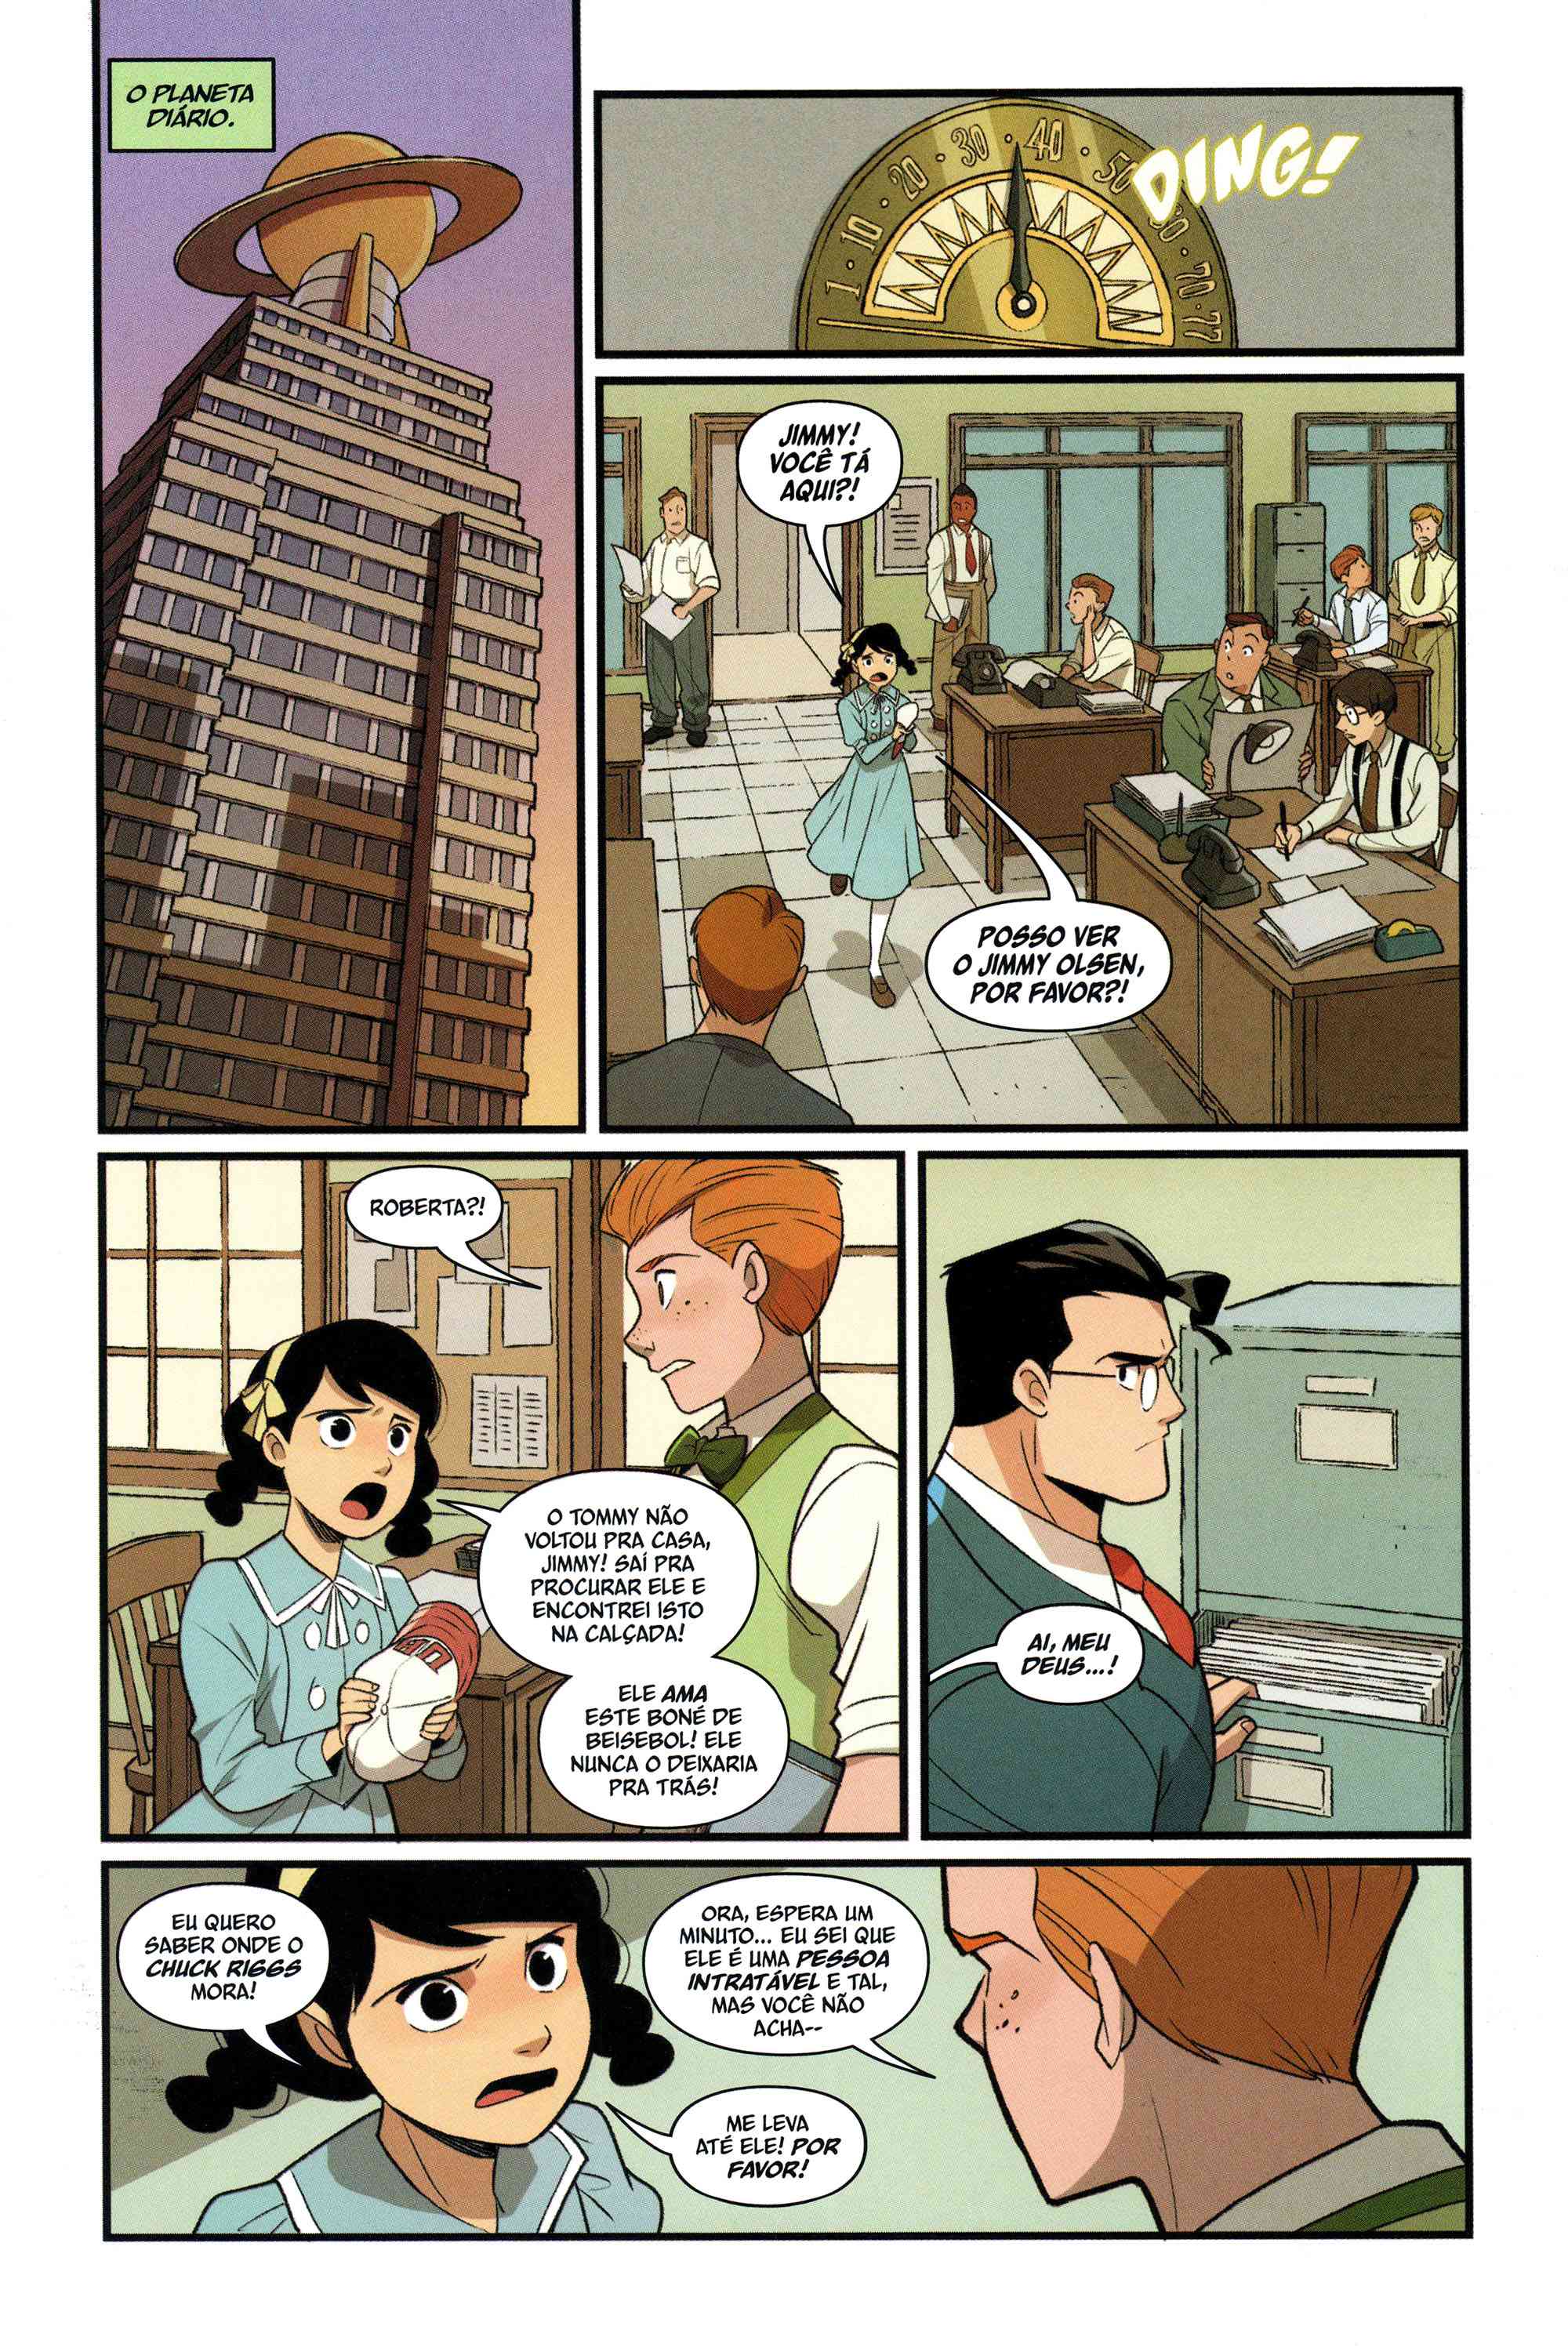 O PLANETA
DIÁRIO.
1 · 10 · 20 · 30 · 40 · 50 · 60 · 70 · 77
DING!
JIMMY!
VOCÊ TÁ
AQUI?!
POSSO VER
O JIMMY OLSEN,
POR FAVOR?!
ROBERTA?!
O TOMMY NÃO
VOLTOU PRA CASA,
JIMMY! SAÍ PRA
PROCURAR ELE E
ENCONTREI ISTO
NA CALÇADA!
ELE AMA
ESTE BONÉ DE
BEISEBOL! ELE
NUNCA O DEIXARIA
PRA TRÁS!
AI, MEU
DEUS...!
EU QUERO
SABER ONDE O
CHUCK RIGGS
MORA!
ORA, ESPERA UM
MINUTO... EU SEI QUE
ELE É UMA PESSOA
INTRATÁVEL E TAL,
MAS VOCÊ NÃO
ACHA--
ME LEVA
ATÉ ELE! POR
FAVOR!